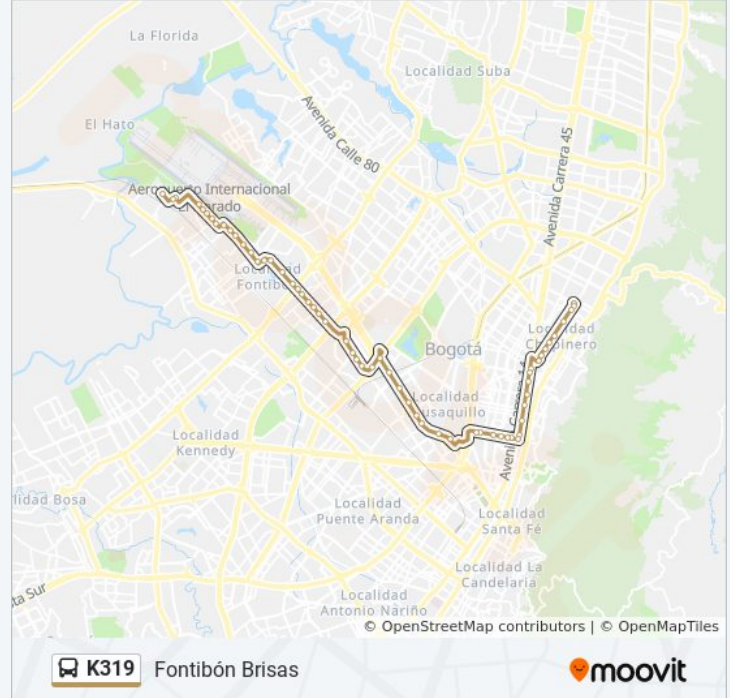 La Florida
Localidad Suba
El Hato
Avenida Calle 80
Avenida Carrera 45
Aeropuerto Internacional
El Dorado
Localidad
Fontibón
Localidad
Chapinero
Bogotá
Localidad
Teusaquillo
Localidad
Kennedy
Localidad
Puente Aranda
Localidad
Santa Fé
Localidad La
Candelaria
Localidad
Antonio Nariño
© OpenStreetMap contributors | © OpenMapTiles
K319 Fontibón Brisas
moovit